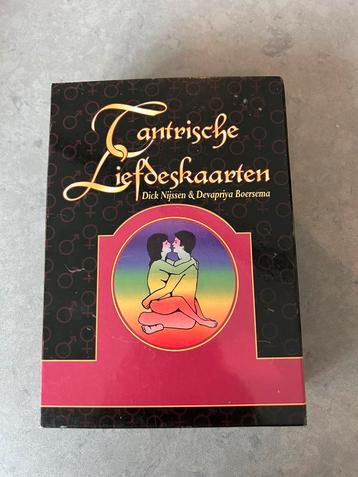 Tantrische
Liefdeskaarten
Dick Nijssen & Devapriya Boersema